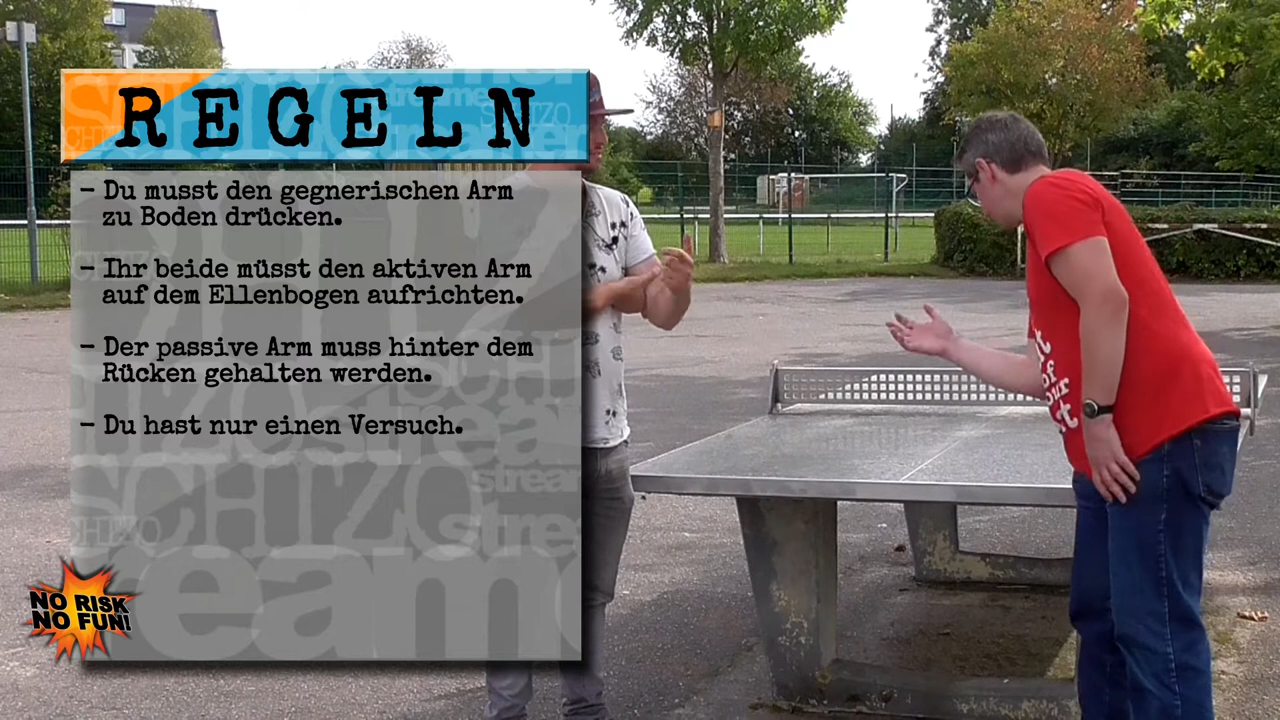 REGELN
- Du musst den gegnerischen Arm
zu Boden drücken.
- Ihr beide müsst den aktiven Arm
auf dem Ellenbogen aufrichten.
- Der passive Arm muss hinter dem
Rücken gehalten werden.
- Du hast nur einen Versuch.
NO RISK
NO FUN!